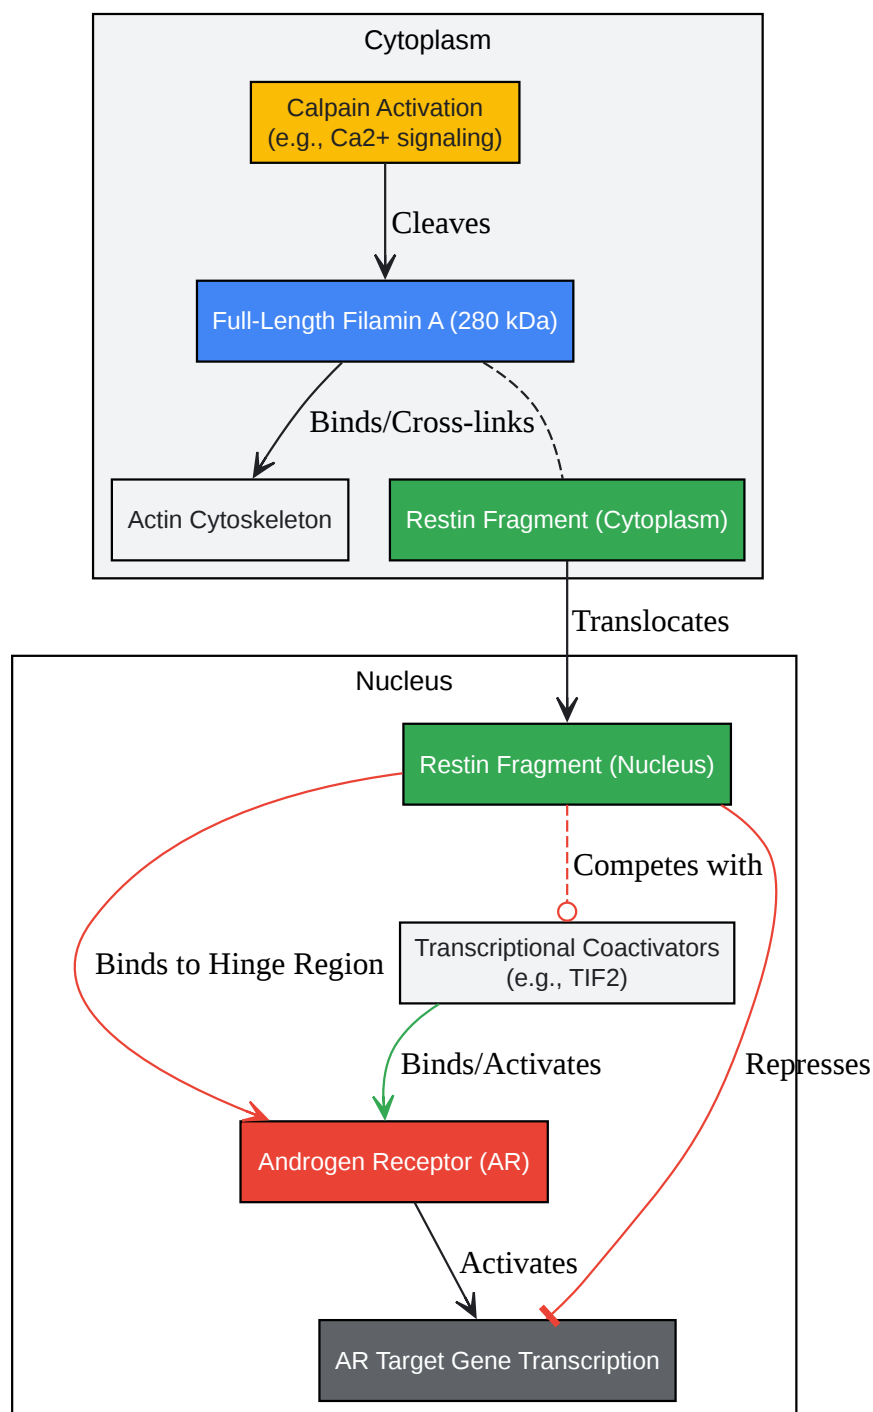 Cytoplasm
Calpain Activation
(e.g., Ca2+ signaling)
Cleaves
Full-Length Filamin A (280 kDa)
Binds/Cross-links
Actin Cytoskeleton
Restin Fragment (Cytoplasm)
Translocates
Nucleus
Restin Fragment (Nucleus)
Competes with
Transcriptional Coactivators
(e.g., TIF2)
Binds to Hinge Region
Binds/Activates
Represses
Androgen Receptor (AR)
Activates
AR Target Gene Transcription